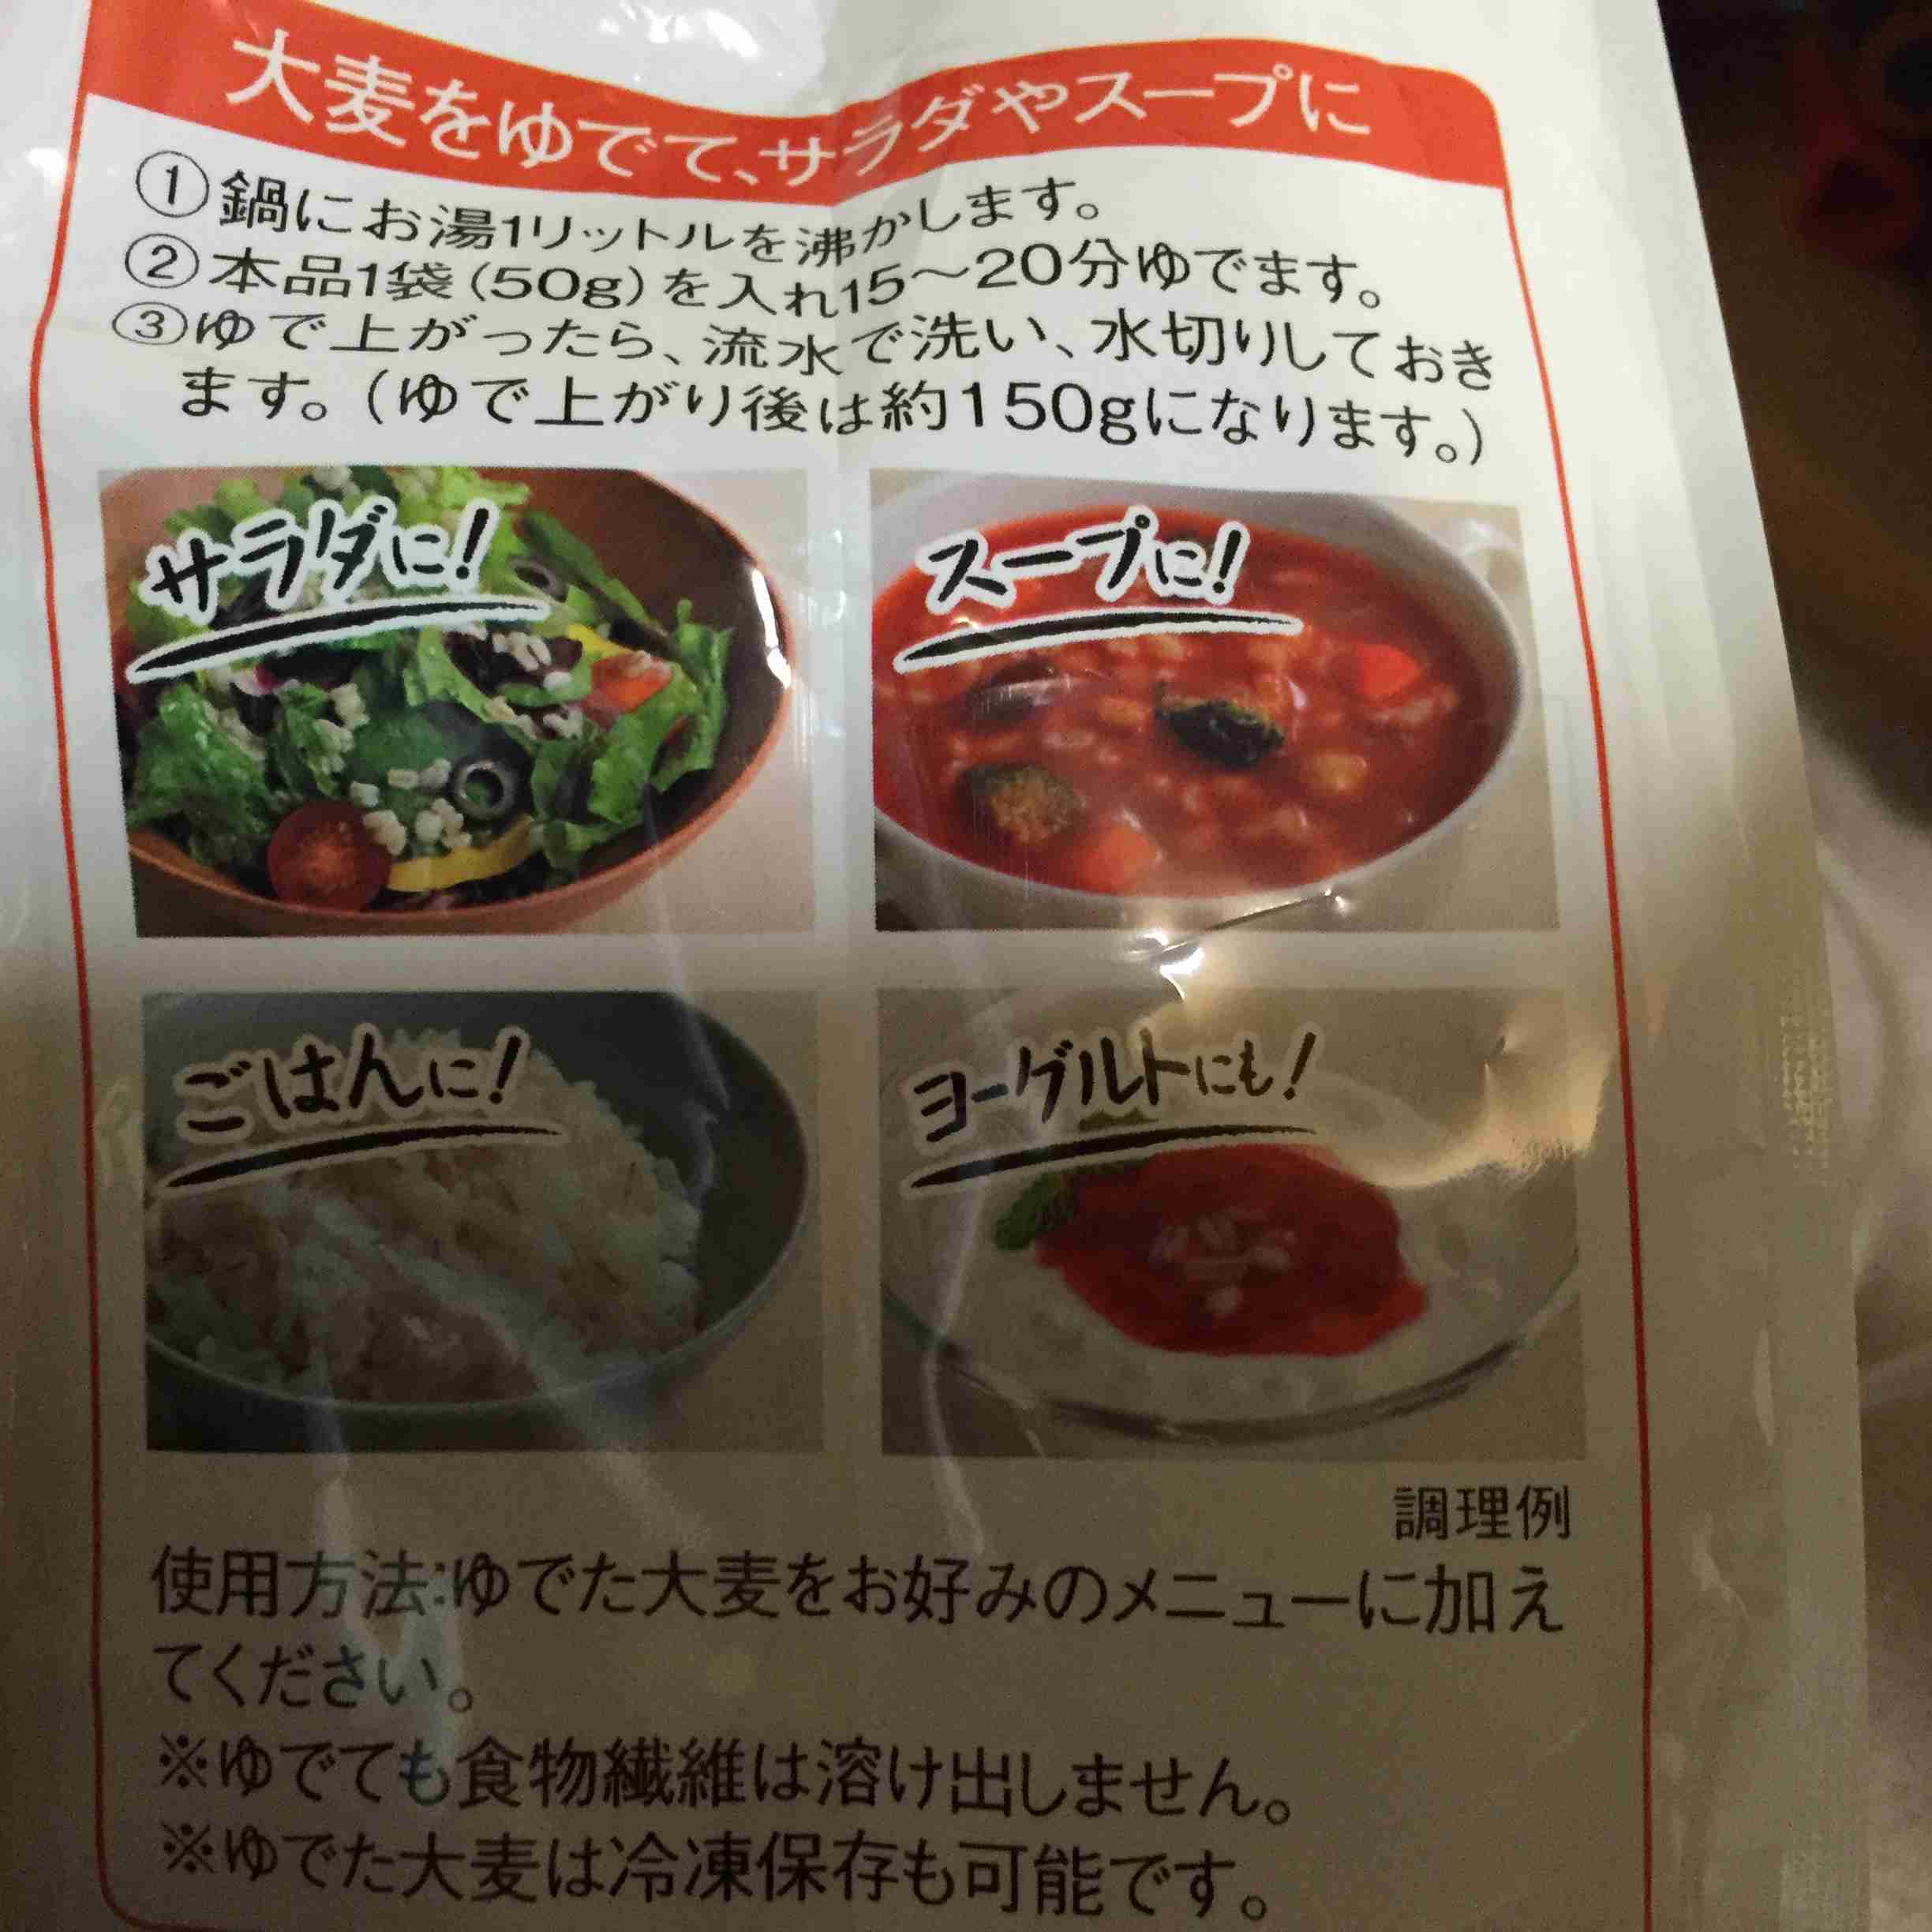 大麦をゆでて、サラダやスープに
①鍋にお湯1リットルを沸かします。
②本品1袋(50g)を入れ15〜20分ゆでます。
③ゆで上がったら、流水で洗い、水切りしておき
ます。(ゆで上がり後は約150gになります。)
サラダに!
スープに!
ごはんに!
ヨーグルトにも!
調理例
使用方法:ゆでた大麦をお好みのメニューに加え
てください。
※ゆでても食物繊維は溶け出しません。
※ゆでた大麦は冷凍保存も可能です。